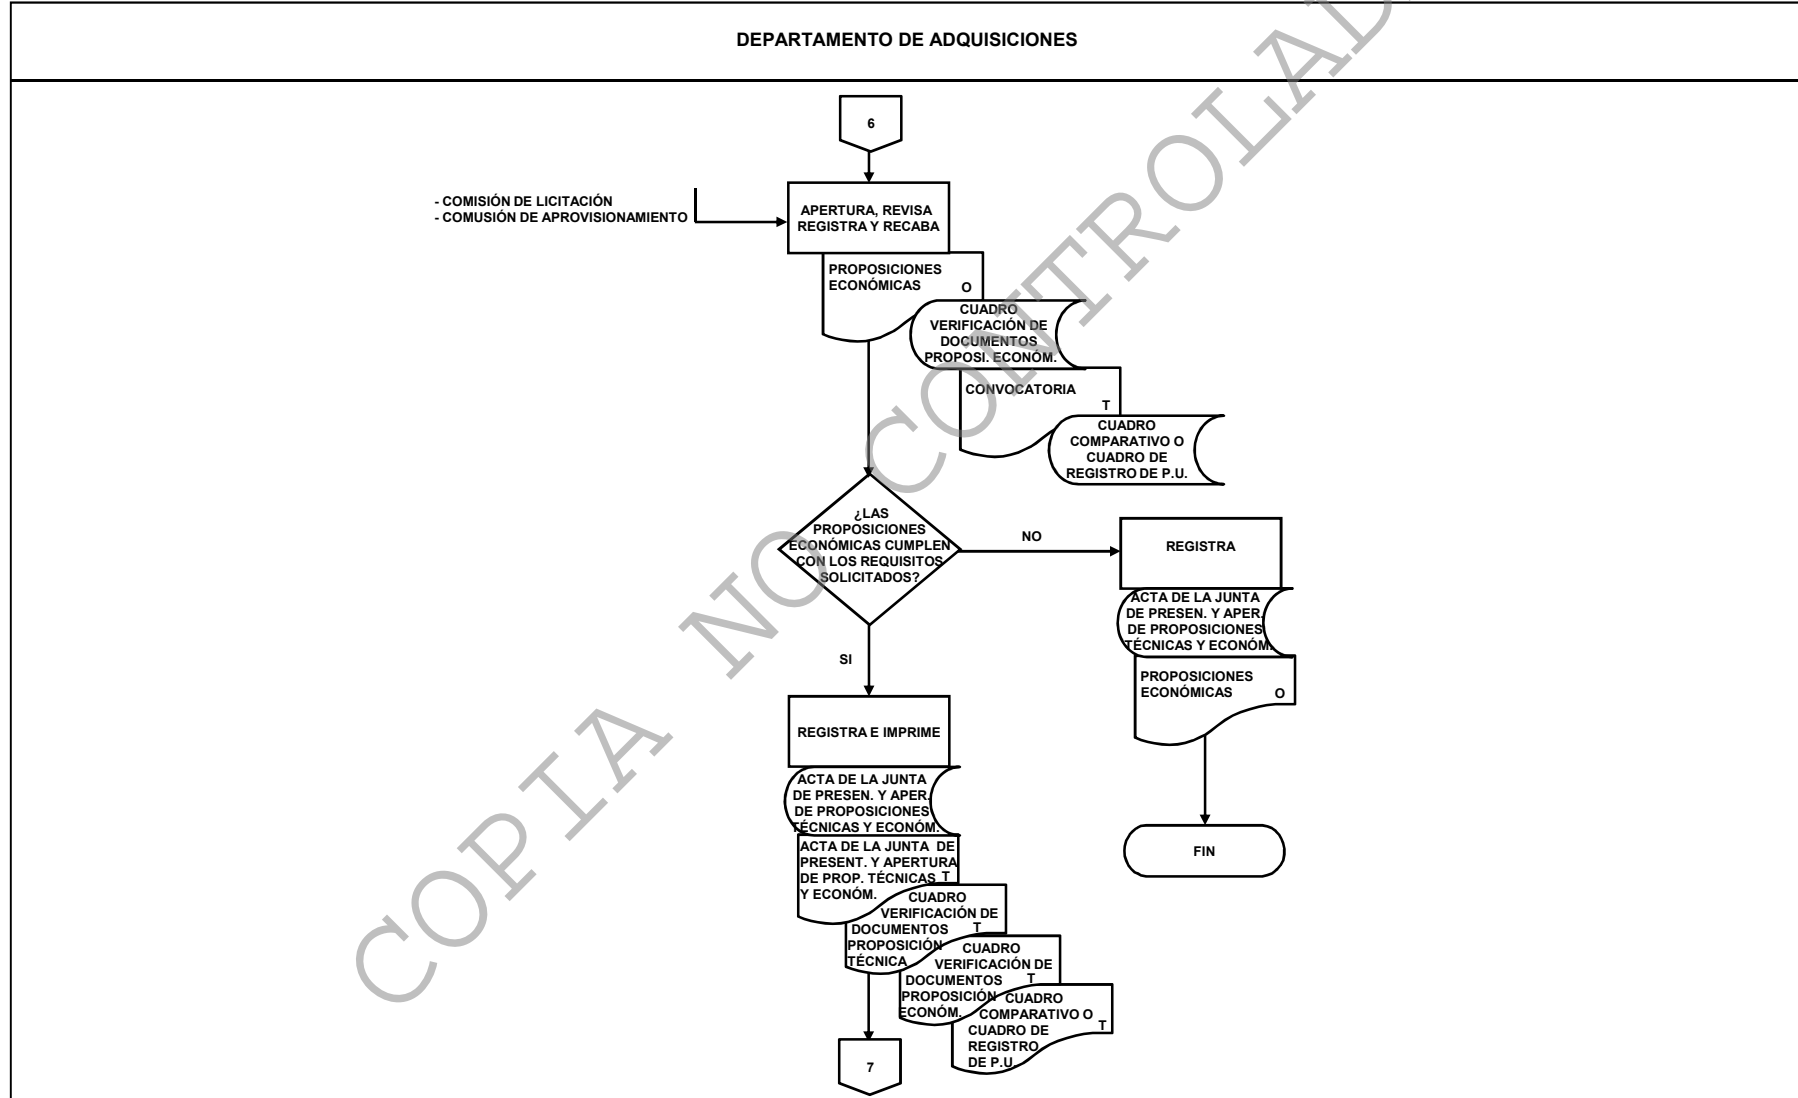 DEPARTAMENTO DE ADQUISICIONES
6
- COMISIÓN DE LICITACIÓN
- COMUSIÓN DE APROVISIONAMIENTO
APERTURA, REVISA
REGISTRA Y RECABA
PROPOSICIONES
ECONÓMICAS
O
CUADRO
VERIFICACIÓN DE
DOCUMENTOS
PROPOSI. ECONÓM.
CONVOCATORIA
T
CUADRO
COMPARATIVO O
CUADRO DE
REGISTRO DE P.U.
¿LAS
PROPOSICIONES
ECONÓMICAS CUMPLEN
CON LOS REQUISITOS
SOLICITADOS?
NO
REGISTRA
ACTA DE LA JUNTA
DE PRESEN. Y APER.
DE PROPOSICIONES
TÉCNICAS Y ECONÓM.
PROPOSICIONES
ECONÓMICAS
O
FIN
SI
REGISTRA E IMPRIME
ACTA DE LA JUNTA
DE PRESEN. Y APER.
DE PROPOSICIONES
TÉCNICAS Y ECONÓM.
ACTA DE LA JUNTA DE
PRESENT. Y APERTURA
DE PROP. TÉCNICAS T
Y ECONÓM.
CUADRO
VERIFICACIÓN DE
DOCUMENTOS T
PROPOSICIÓN
TÉCNICA
CUADRO
VERIFICACIÓN DE
DOCUMENTOS T
PROPOSICIÓN
ECONÓM.
CUADRO
COMPARATIVO O
CUADRO DE T
REGISTRO
DE P.U.
7
COPIA NO CONTROLAD